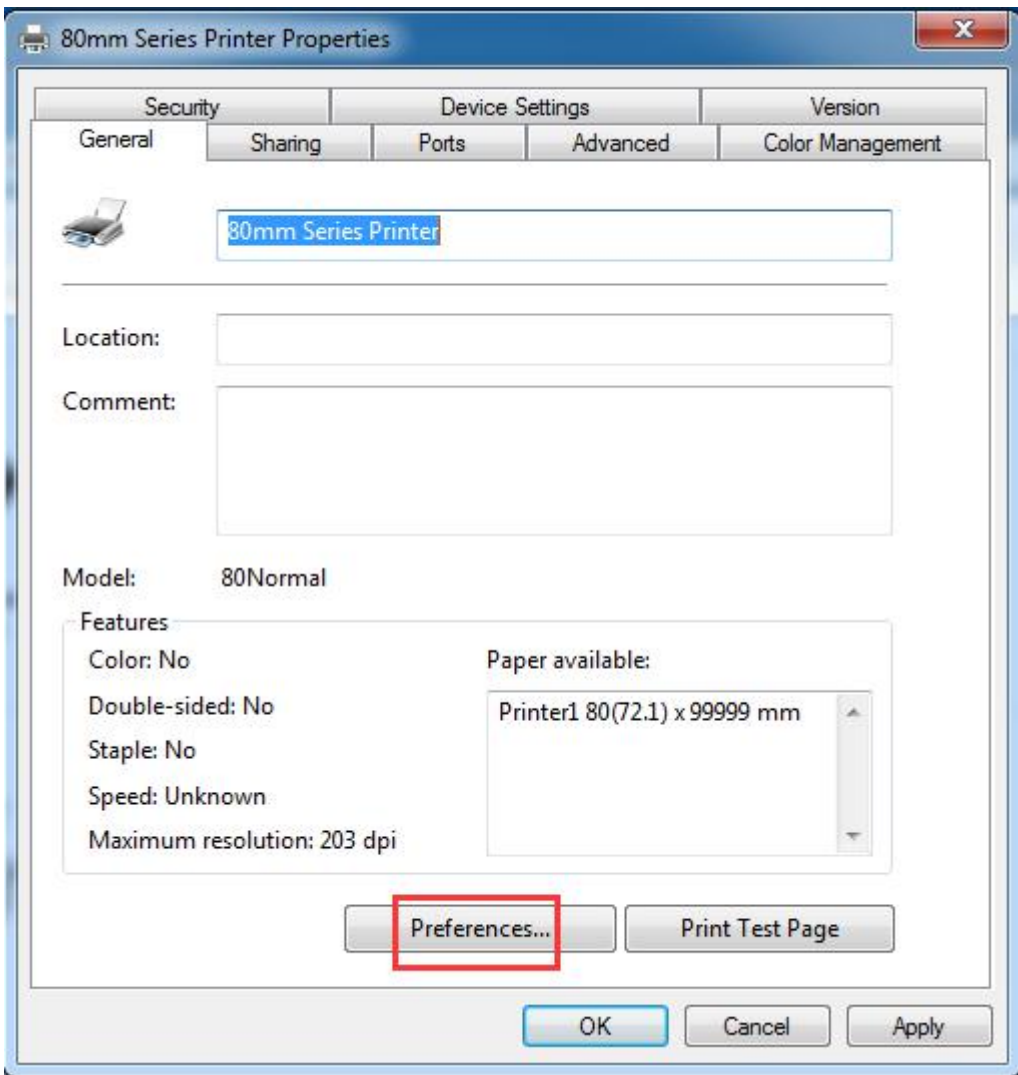 80mm Series Printer Properties
x
Security Device Settings Version
General Sharing Ports Advanced Color Management
80mm Series Printer
Location:
Comment:
Model: 80Normal
Features
Color: No
Double-sided: No
Staple: No
Speed: Unknown
Maximum resolution: 203 dpi
Paper available:
Printer1 80(72.1) x 99999 mm
Preferences... Print Test Page
OK Cancel Apply